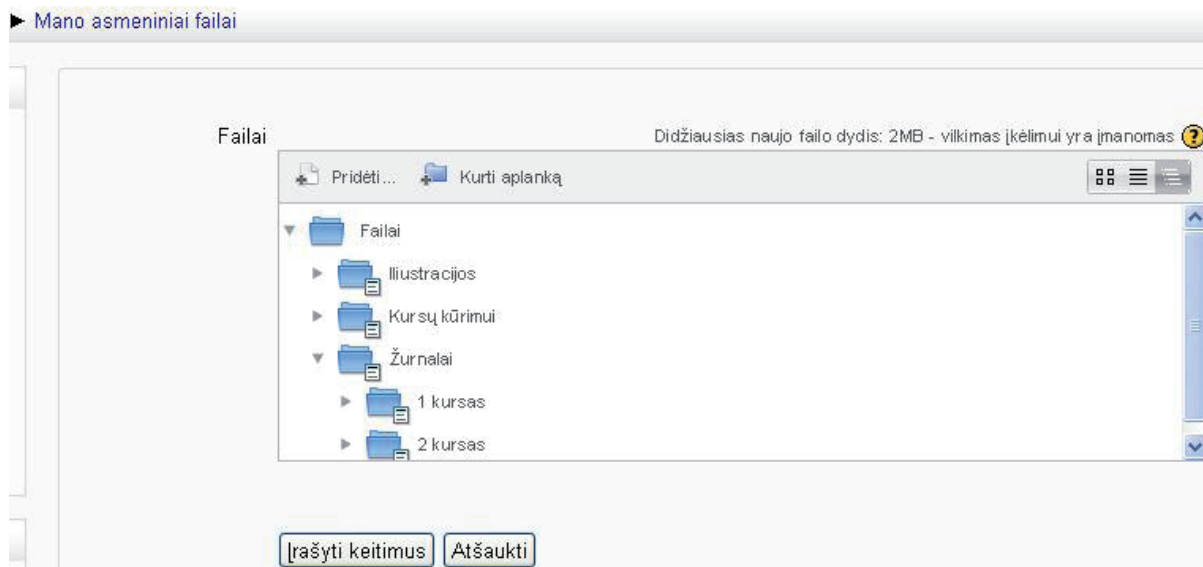 ► Mano asmeniniai failai
Failai
Didžiausias naujo failo dydis: 2MB - vilkimas įkėlimui yra įmanomas ?
Pridėti... Kurti aplanką
Failai
Iliustracijos
Kursų kūrimui
Žurnalai
1 kursas
2 kursas
Įrašyti keitimus Atšaukti